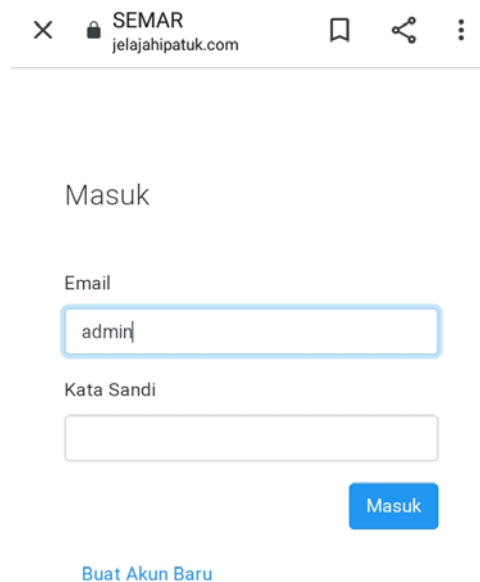 SEMAR
jelajahipatuk.com
Masuk
Email
admin
Kata Sandi
Masuk
Buat Akun Baru